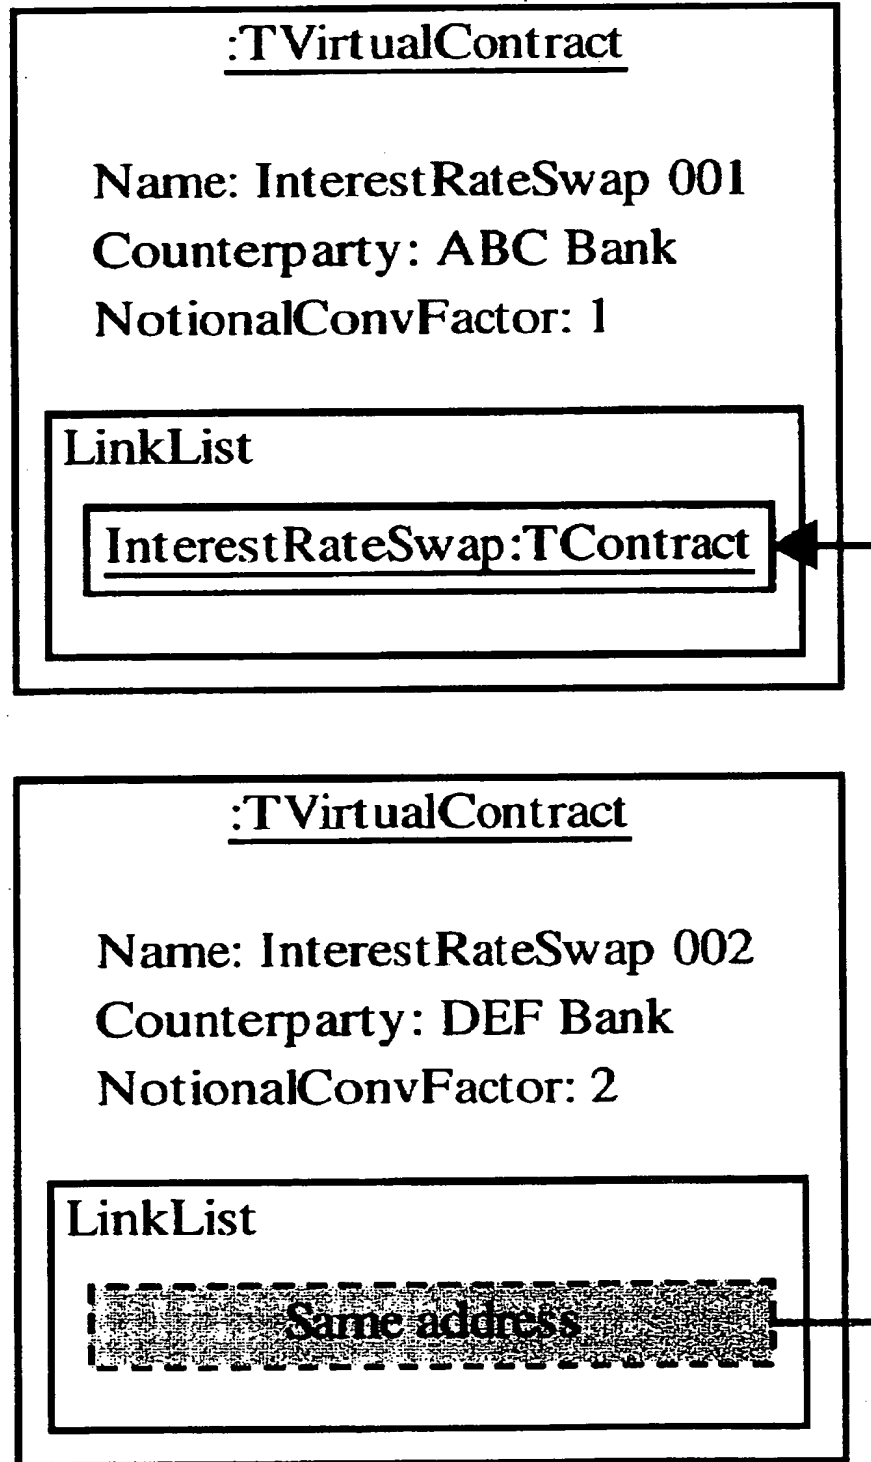 :TVirtualContract
Name: InterestRateSwap 001
Counterparty: ABC Bank
NotionalConvFactor: 1
LinkList
InterestRateSwap:TContract
:TVirtualContract
Name: InterestRateSwap 002
Counterparty: DEF Bank
NotionalConvFactor: 2
LinkList
Same address